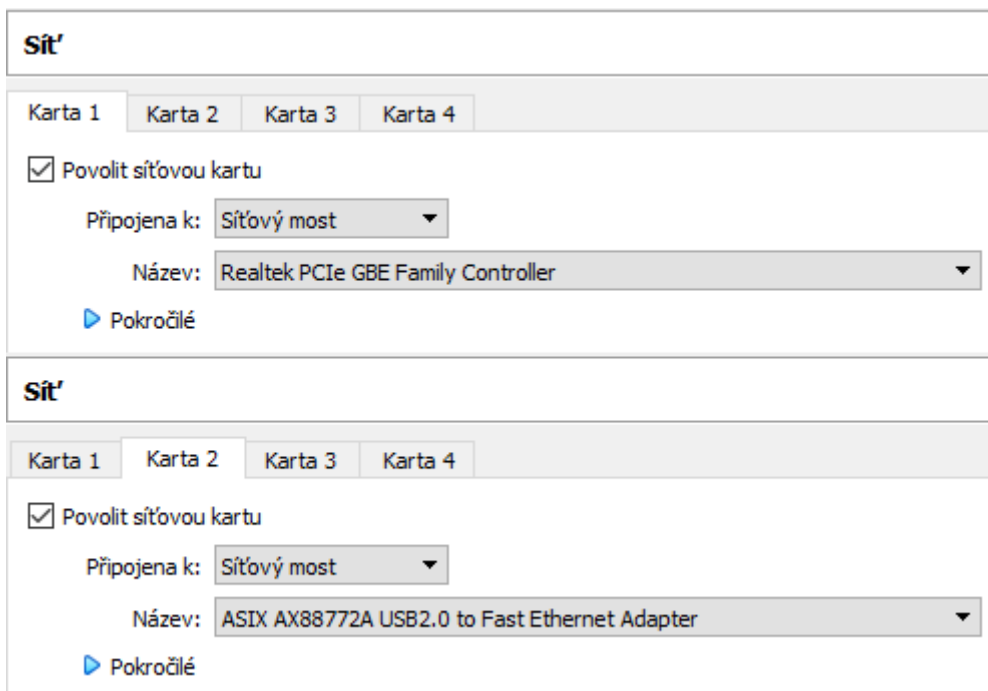 Síť
Karta 1 Karta 2 Karta 3 Karta 4
Povolit síťovou kartu
Připojena k: Síťový most
Název: Realtek PCIe GBE Family Controller
Pokročilé
Síť
Karta 1 Karta 2 Karta 3 Karta 4
Povolit síťovou kartu
Připojena k: Síťový most
Název: ASIX AX88772A USB2.0 to Fast Ethernet Adapter
Pokročilé